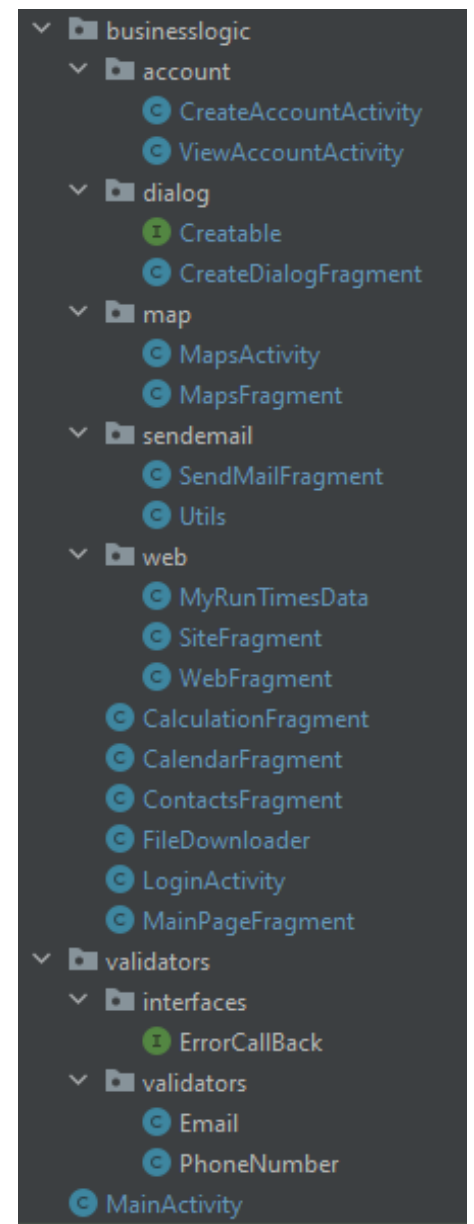 businesslogic
account
C CreateAccountActivity
C ViewAccountActivity
dialog
I Creatable
C CreateDialogFragment
map
C MapsActivity
C MapsFragment
sendemail
C SendMailFragment
C Utils
web
C MyRunTimesData
C SiteFragment
C WebFragment
C CalculationFragment
C CalendarFragment
C ContactsFragment
C FileDownloader
C LoginActivity
C MainPageFragment
validators
interfaces
I ErrorCallBack
validators
C Email
C PhoneNumber
C MainActivity